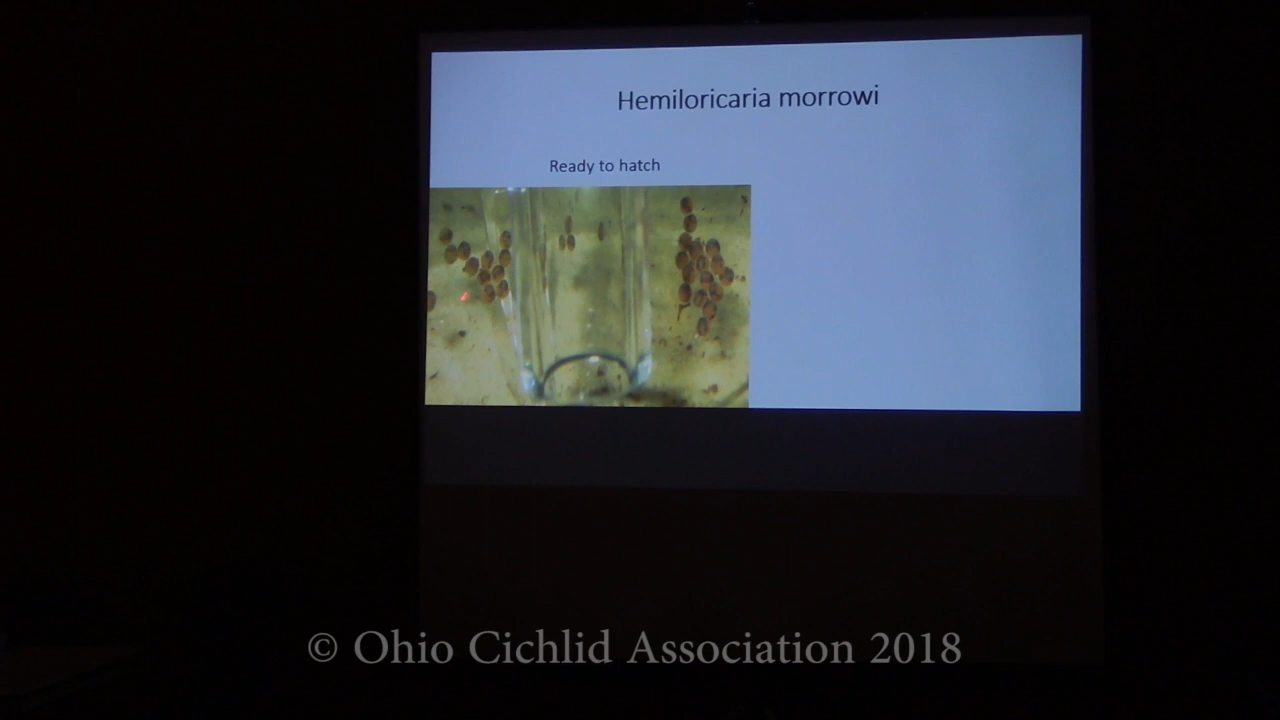 Hemiloricaria morrowi
Ready to hatch
© Ohio Cichlid Association 2018